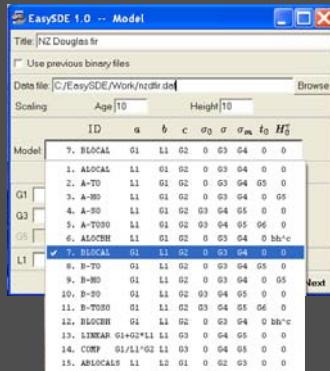 EasySDE 1.0 -- Model
Title: NZ Douglas fir
Use previous binary files
Data file: C:/EasySDE/Work/nzdfir.dat Browse
Scaling: Age 10 Height 10
ID a b c σ₀ σ σₘ t₀ H₀ᶜ
Model: 7. BLOCAL G1 L1 G2 0 G3 G4 0 0
1. ALOCAL L1 G1 G2 0 G3 G4 0 0
2. A-TO L1 G1 G2 0 G3 G4 G5 0
3. A-HO L1 G1 G2 0 G3 G4 0 G5
4. A-SO L1 G1 G2 G3 G4 G5 0 0
5. A-TOSO L1 G1 G2 G3 G4 G5 G6 0
6. ALOCBH L1 G1 G2 0 G3 G4 0 bh^c
7. BLOCAL G1 L1 G2 0 G3 G4 0 0
8. B-TO G1 L1 G2 0 G3 G4 G5 0
9. B-HO G1 L1 G2 0 G3 G4 0 G5
10. B-SO G1 L1 G2 G3 G4 G5 0 0
11. B-TOSO G1 L1 G2 G3 G4 G5 G6 0
12. BLOCBH G1 L1 G2 0 G3 G4 0 bh^c
13. LINEAR G1+G2*L1 L1 G3 0 G4 G5 0 0
14. COMP G1/L1^G2 L1 G3 0 G4 G5 0 0
15. ABLOCALS L1 L2 G1 0 G2 G3 0 0
G1
G3
G5
L1
Next